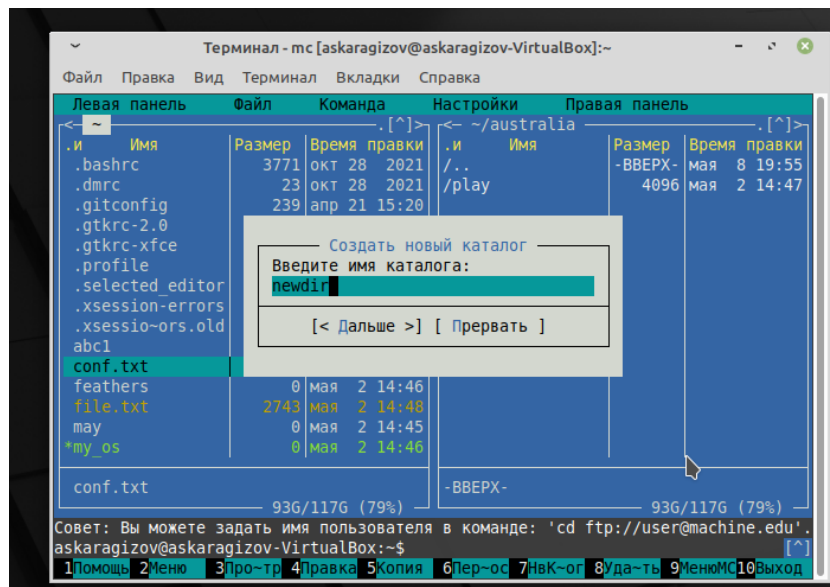 Терминал - mc [askaragizov@askaragizov-VirtualBox]:~
Файл Правка Вид Терминал Вкладки Справка
Левая панель Файл Команда Настройки Правая панель
<- ~ .[^]> <- ~/australia .[^]>
.и Имя Размер Время правки .и Имя Размер Время правки
.bashrc 3771 окт 28 2021 /.. -ВВЕРХ- мая 8 19:55
.dmrc 23 окт 28 2021 /play 4096 мая 2 14:47
.gitconfig 239 апр 21 15:20
.gtkrc-2.0
.gtkrc-xfce
.profile
.selected_editor
.xsession-errors
.xsessio~ors.old
abc1
conf.txt
Создать новый каталог
Введите имя каталога:
newdir
[< Дальше >] [ Прервать ]
feathers 0 мая 2 14:46
file.txt 2743 мая 2 14:48
may 0 мая 2 14:45
*my_os 0 мая 2 14:46
conf.txt -ВВЕРХ-
93G/117G (79%) 93G/117G (79%)
Совет: Вы можете задать имя пользователя в команде: 'cd ftp://user@machine.edu'.
askaragizov@askaragizov-VirtualBox:~$ [^]
1Помощь 2Меню 3Про~тр 4Правка 5Копия 6Пер~ос 7НвК~ог 8Уда~ть 9МенюMC 10Выход